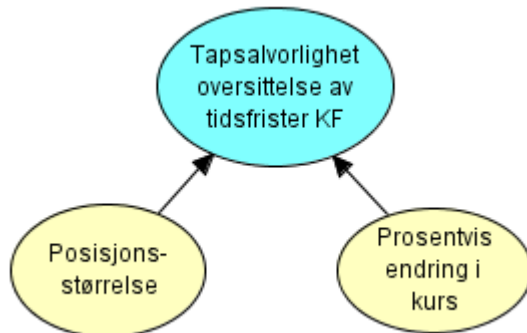 Tapsalvorlighet
oversittelse av
tidsfrister KF
Posisjons-
størrelse
Prosentvis
endring i
kurs